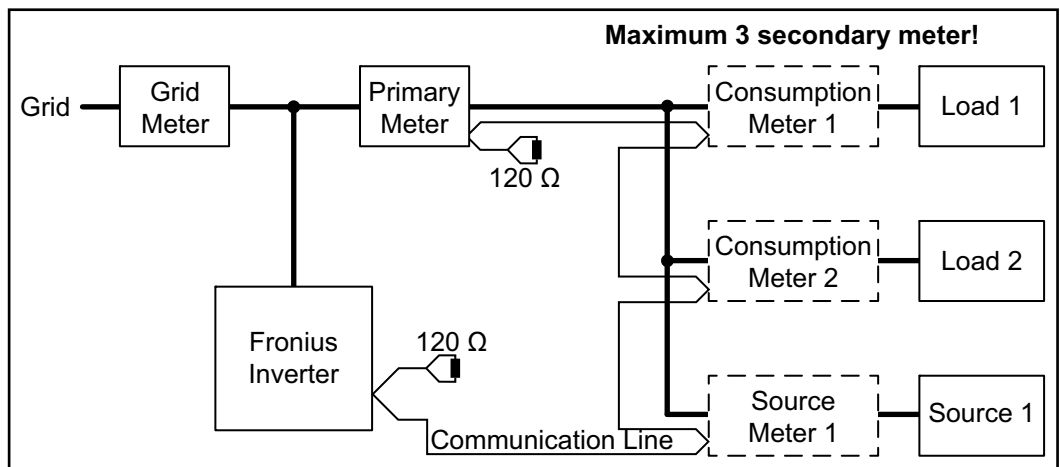 Maximum 3 secondary meter!
Grid
Grid
Meter
Primary
Meter
Consumption
Meter 1
Load 1
120 Ω
Consumption
Meter 2
Load 2
Fronius
Inverter
120 Ω
Communication Line
Source
Meter 1
Source 1